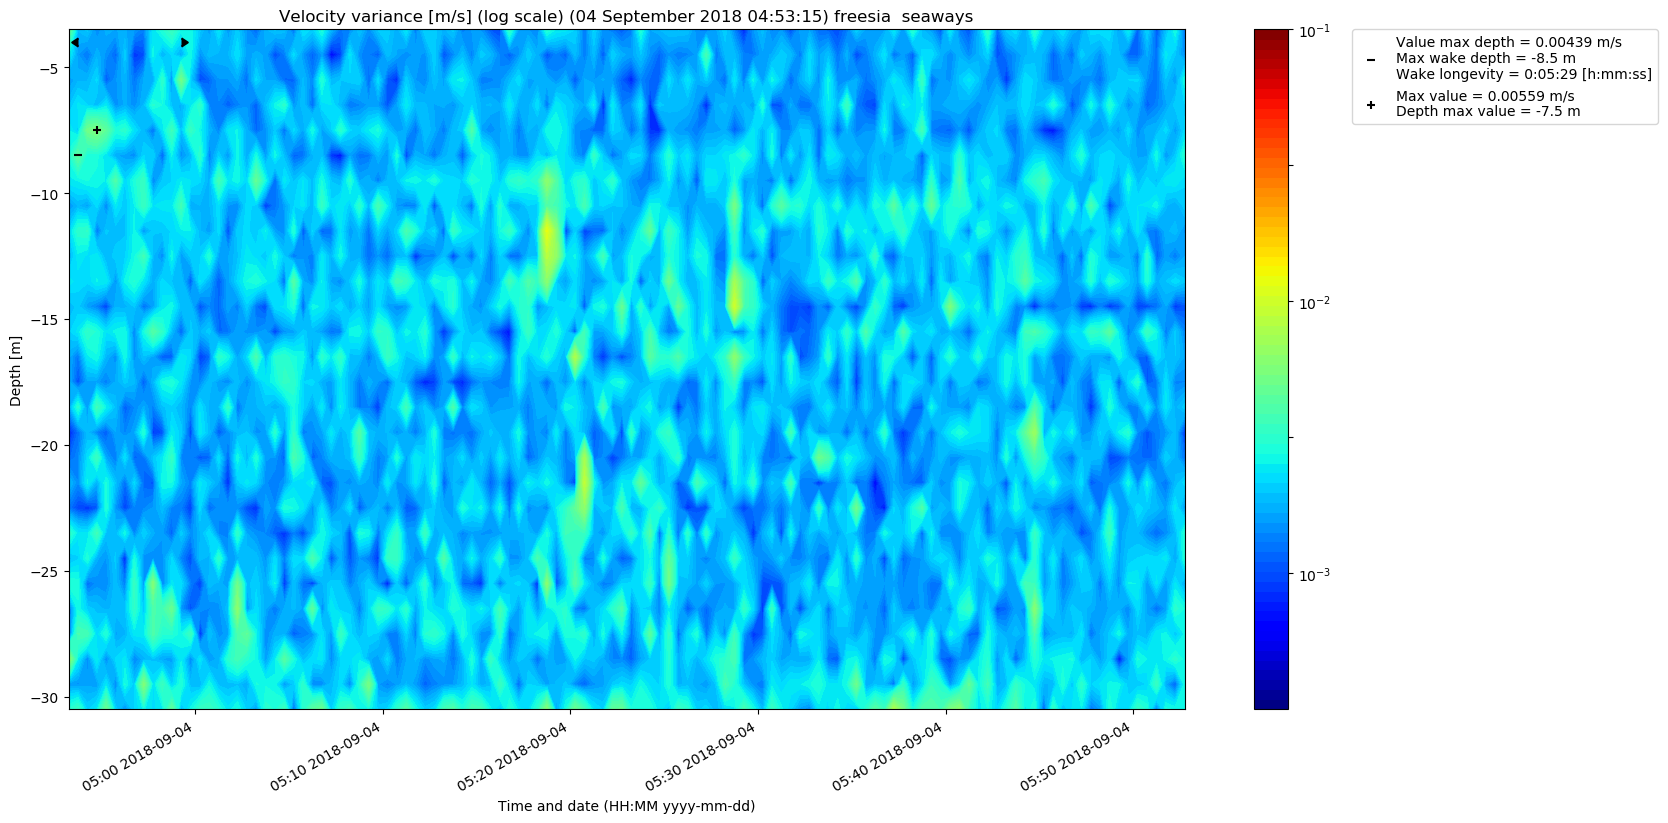 Velocity variance [m/s] (log scale) (04 September 2018 04:53:15) freesia  seaways
Value max depth = 0.00439 m/s
Max wake depth = -8.5 m
Wake longevity = 0:05:29 [h:mm:ss]
Max value = 0.00559 m/s
Depth max value = -7.5 m
10⁻¹
10⁻²
10⁻³
Depth [m]
−5
−10
−15
−20
−25
−30
05:00 2018-09-04
05:10 2018-09-04
05:20 2018-09-04
05:30 2018-09-04
05:40 2018-09-04
05:50 2018-09-04
Time and date (HH:MM yyyy-mm-dd)